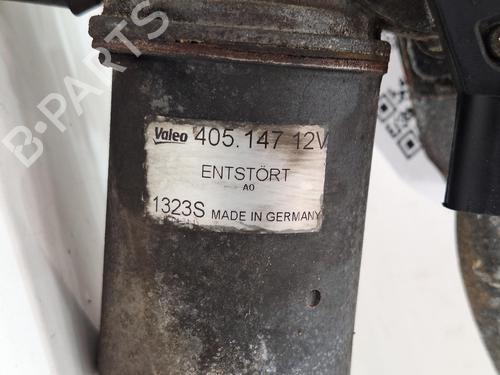 Valeo 405.147 12V
ENTSTÖRT
A0
1323S MADE IN GERMANY
B-PARTS